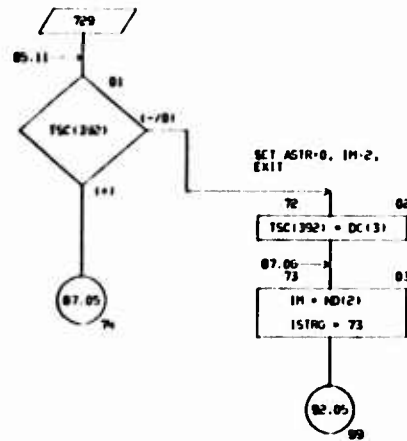 729
05.11
01
TSC(392)
(-/0)
(+)
SET ASTR=0, IM=2,
EXIT
72 02
TSC(392) = DC(3)
07.06
73 03
IM = ND(2)
ISTRG = 73
07.05
74
02.05
99